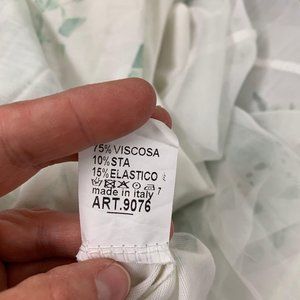 75% VISCOSA
10% STA
15% ELASTICO
made in italy
ART.9076